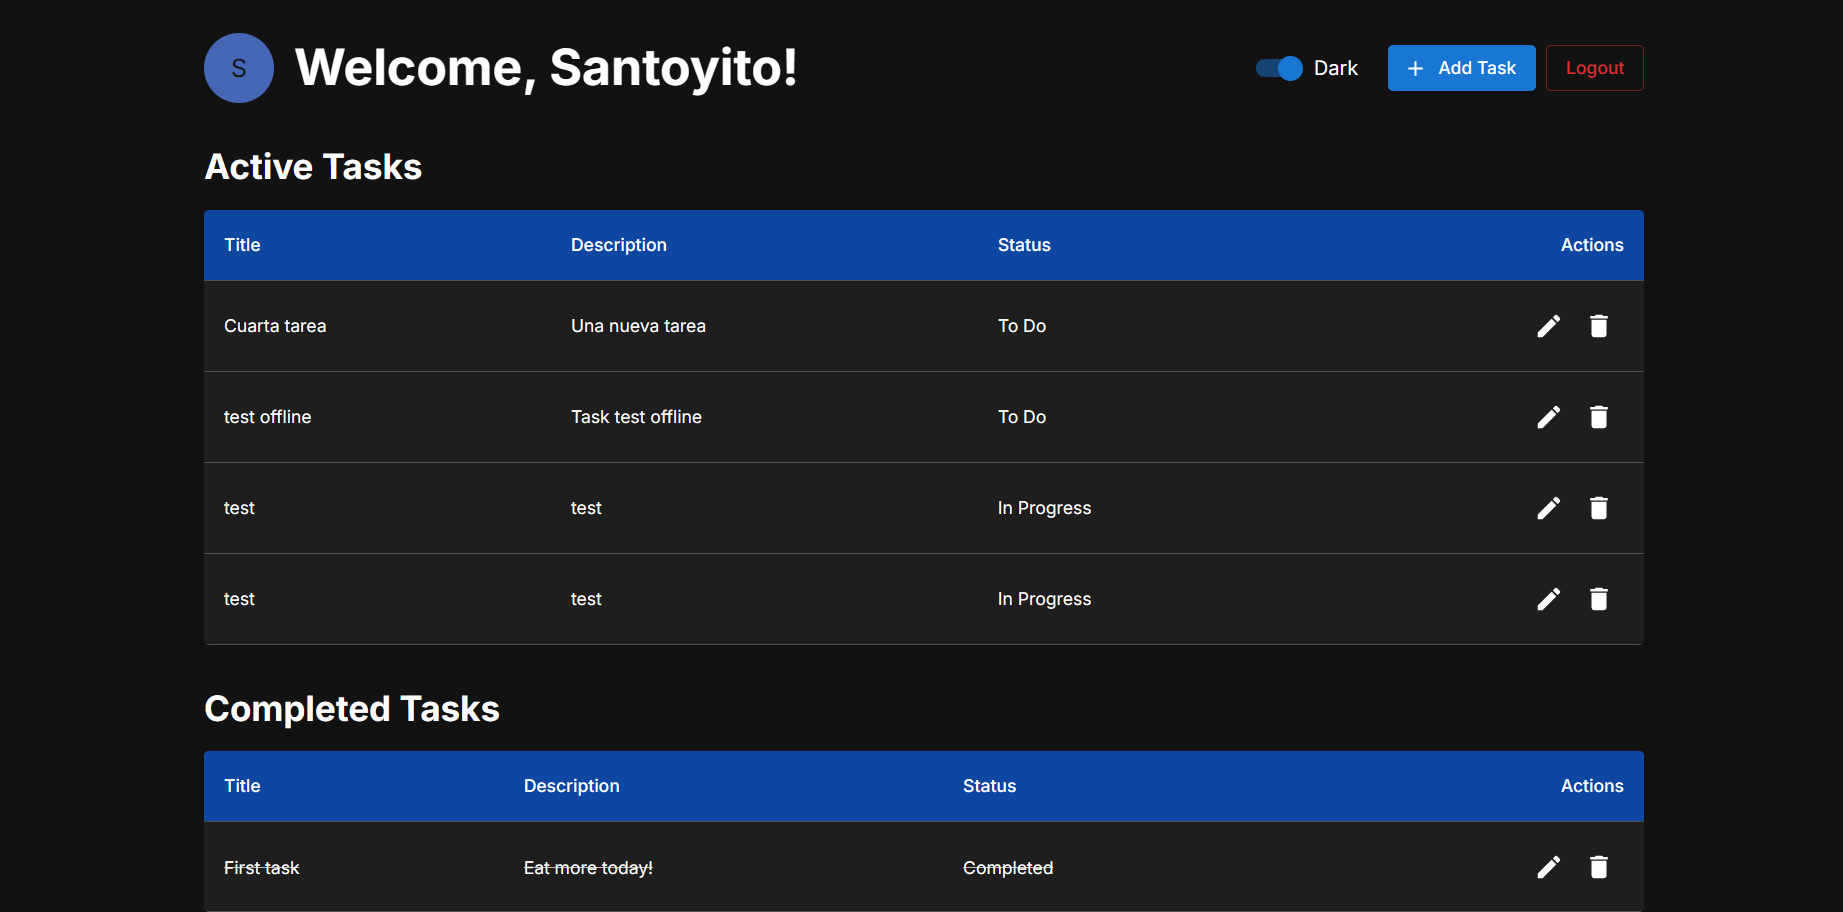 S
Welcome, Santoyito!
Dark
Add Task
Logout
Active Tasks
Title Description Status Actions
Cuarta tarea Una nueva tarea To Do
test offline Task test offline To Do
test test In Progress
test test In Progress
Completed Tasks
Title Description Status Actions
First task Eat more today! Completed